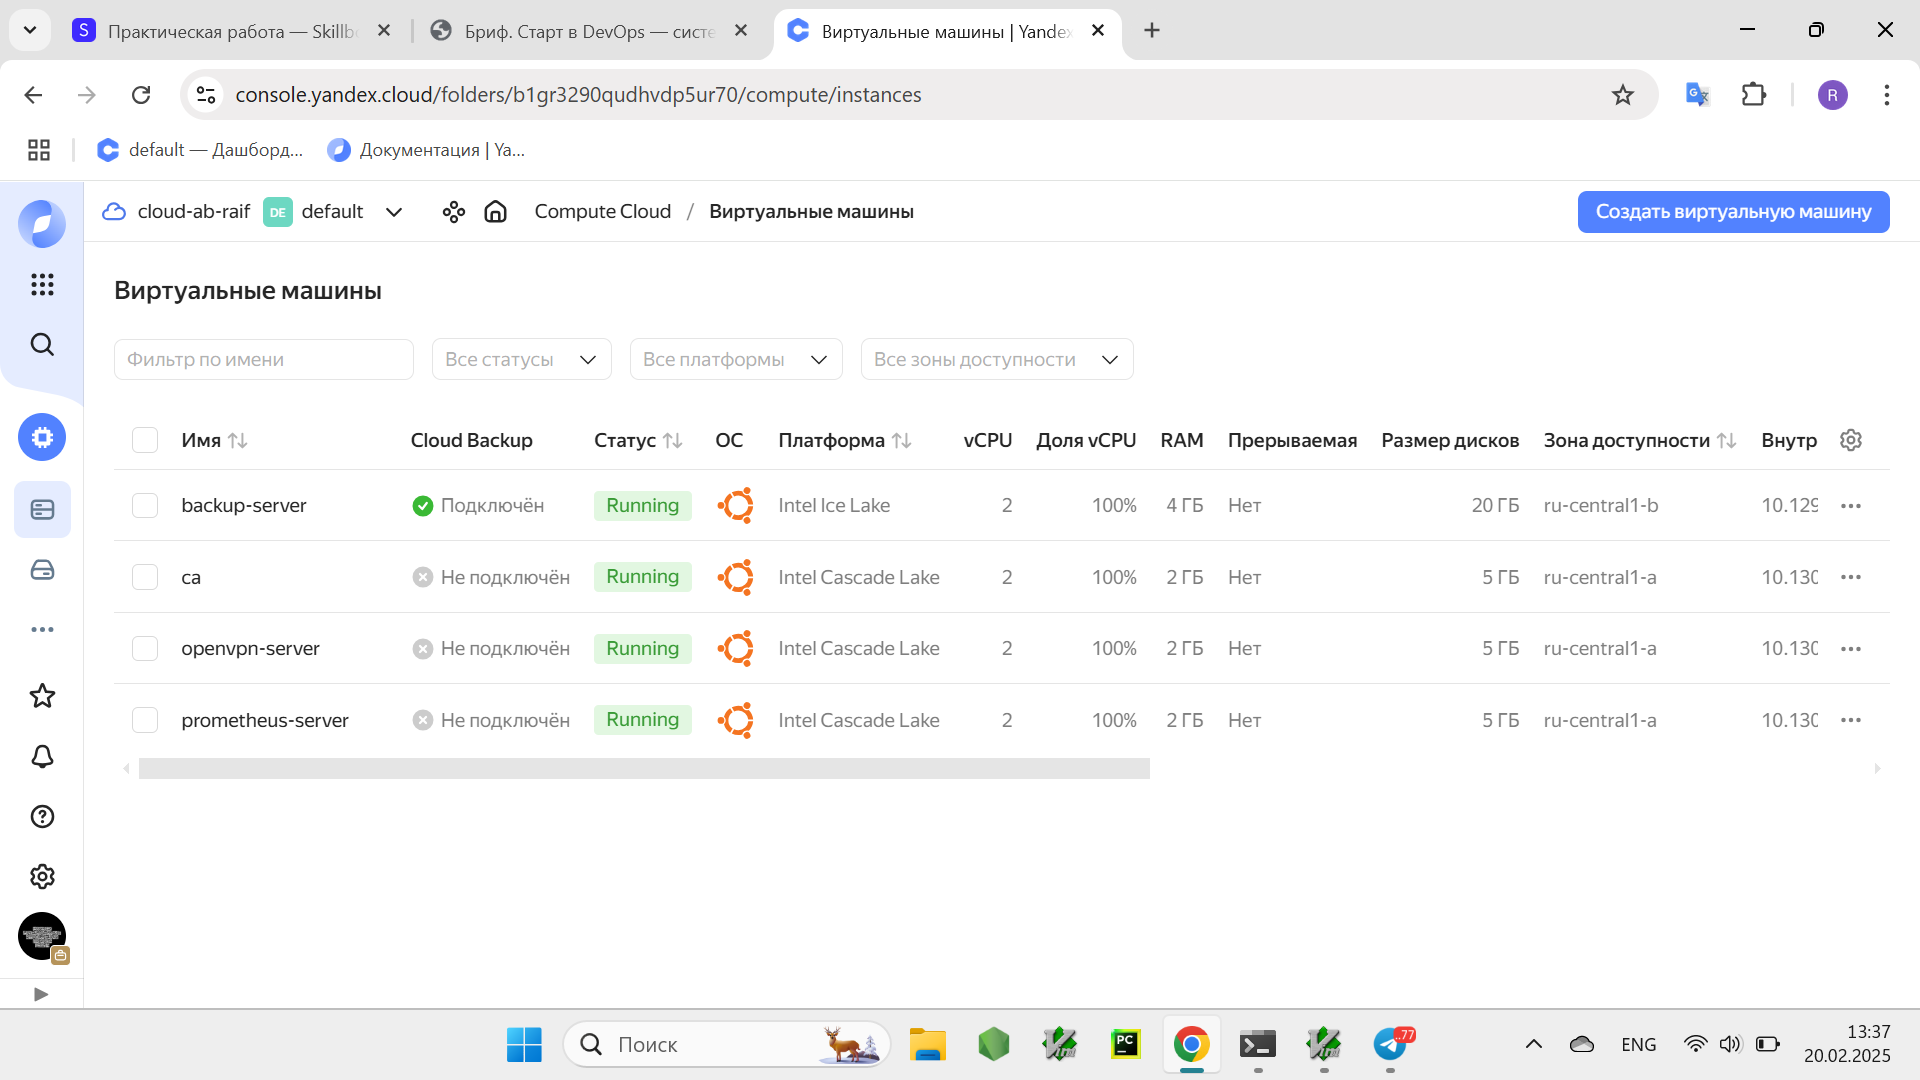 S Практическая работа — Skillb
Бриф. Старт в DevOps — систе
Виртуальные машины | Yandex
console.yandex.cloud/folders/b1gr3290qudhvdp5ur70/compute/instances
R
default — Дашборд...
Документация | Ya...
cloud-ab-raif DE default Compute Cloud / Виртуальные машины
Создать виртуальную машину
Виртуальные машины
Фильтр по имени Все статусы Все платформы Все зоны доступности
Имя Cloud Backup Статус ОС Платформа vCPU Доля vCPU RAM Прерываемая Размер дисков Зона доступности Внутр
backup-server Подключён Running Intel Ice Lake 2 100% 4 ГБ Нет 20 ГБ ru-central1-b 10.129
ca Не подключён Running Intel Cascade Lake 2 100% 2 ГБ Нет 5 ГБ ru-central1-a 10.130
openvpn-server Не подключён Running Intel Cascade Lake 2 100% 2 ГБ Нет 5 ГБ ru-central1-a 10.130
prometheus-server Не подключён Running Intel Cascade Lake 2 100% 2 ГБ Нет 5 ГБ ru-central1-a 10.130
Поиск
PC
..77
ENG
13:37
20.02.2025